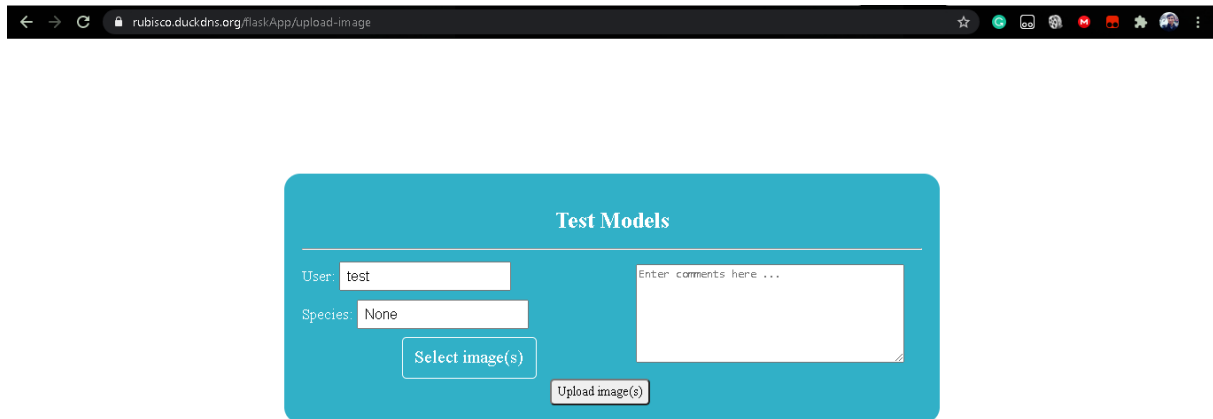 rubisco.duckdns.org/flaskApp/upload-image
Test Models
User: test
Enter comments here ...
Species: None
Select image(s)
Upload image(s)